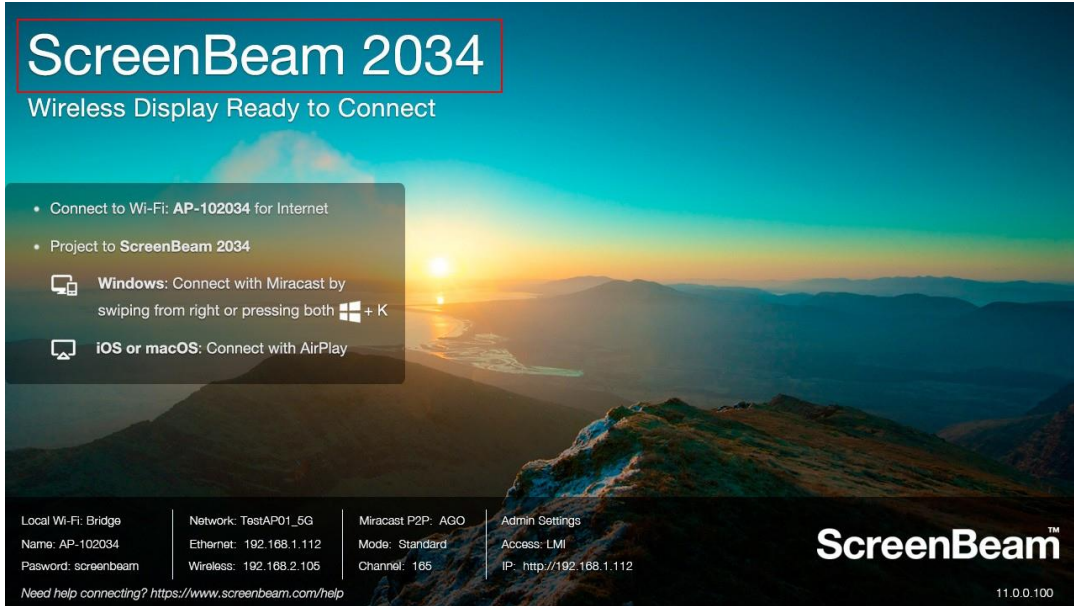 ScreenBeam 2034
Wireless Display Ready to Connect
• Connect to Wi-Fi: AP-102034 for Internet
• Project to ScreenBeam 2034
Windows: Connect with Miracast by
swiping from right or pressing both + K
iOS or macOS: Connect with AirPlay
Local Wi-Fi: Bridge
Name: AP-102034
Pasword: screenbeam
Network: TestAP01_5G
Ethernet: 192.168.1.112
Wireless: 192.168.2.105
Miracast P2P: AGO
Mode: Standard
Channel: 165
Admin Settings
Access: LMI
IP: http://192.168.1.112
ScreenBeam™
Need help connecting? https://www.screenbeam.com/help
11.0.0.100